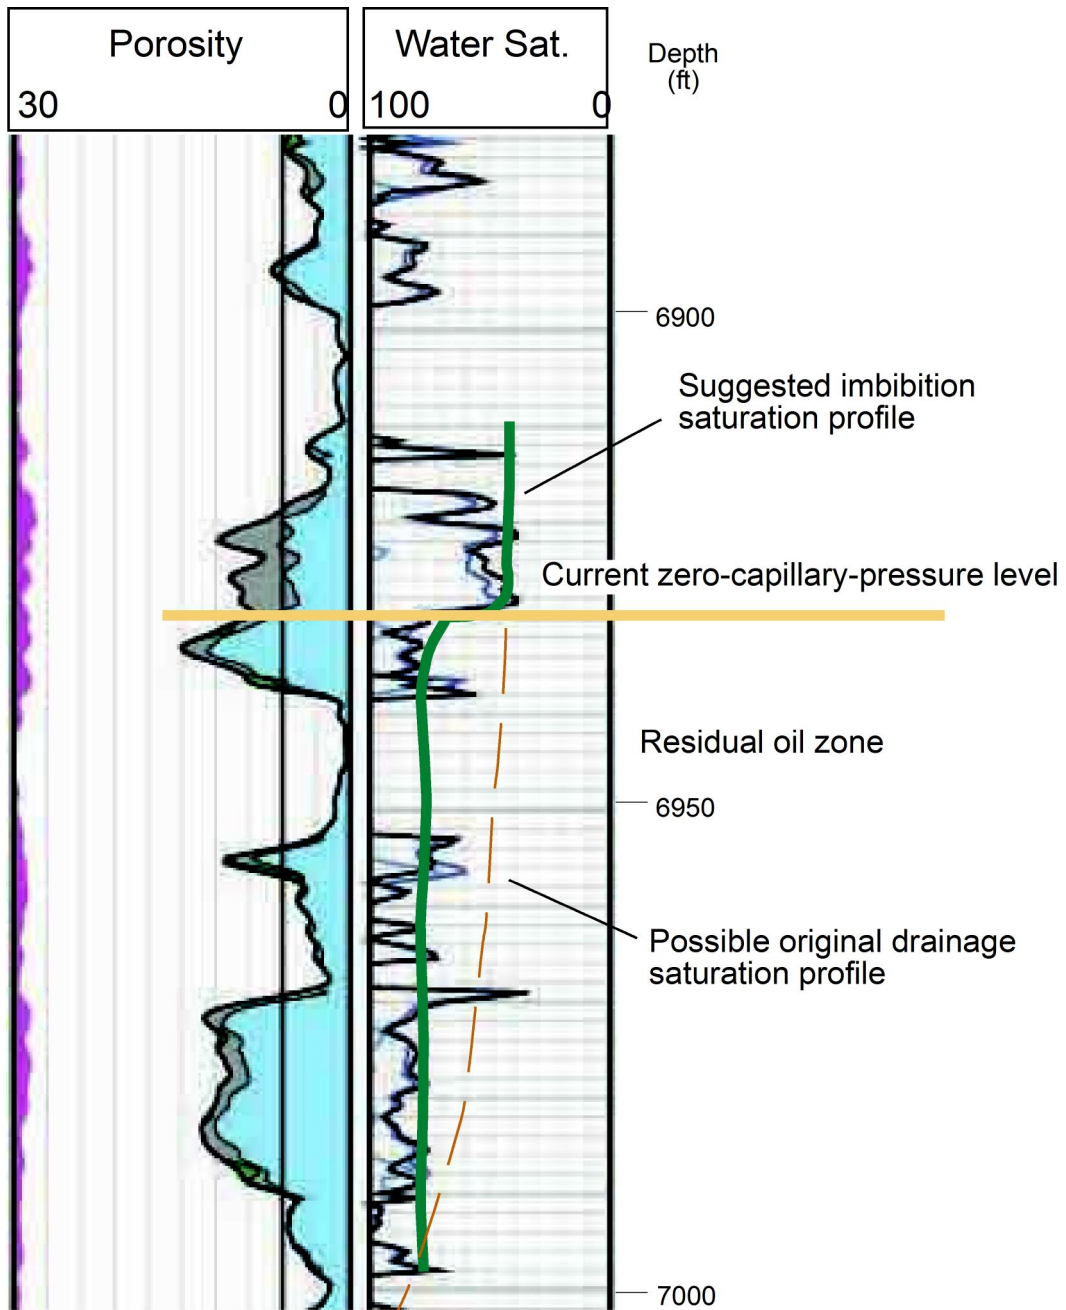 Porosity
30 0
Water Sat.
100 0
Depth
(ft)
6900
Suggested imbibition
saturation profile
Current zero-capillary-pressure level
Residual oil zone
6950
Possible original drainage
saturation profile
7000